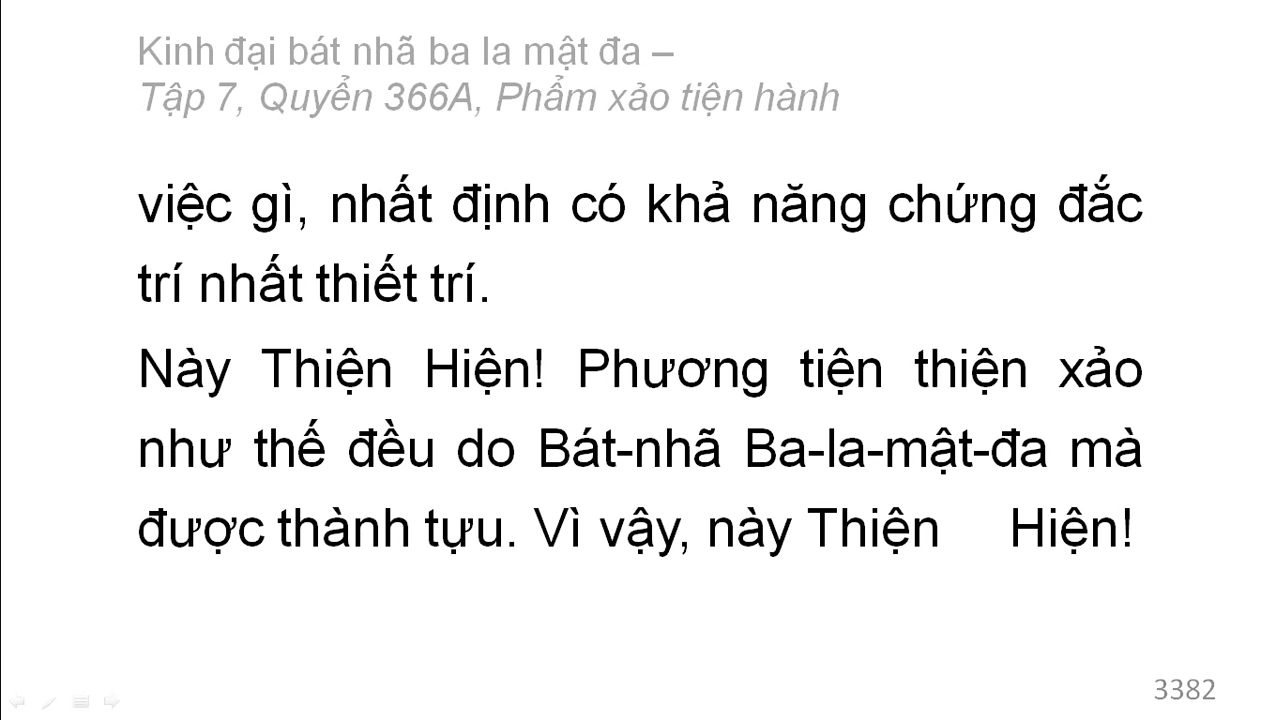 Kinh đại bát nhã ba la mật đa –
Tập 7, Quyển 366A, Phẩm xảo tiện hành
việc gì, nhất định có khả năng chứng đắc
trí nhất thiết trí.
Này Thiện Hiện! Phương tiện thiện xảo
như thế đều do Bát-nhã Ba-la-mật-đa mà
được thành tựu. Vì vậy, này Thiện Hiện!
3382